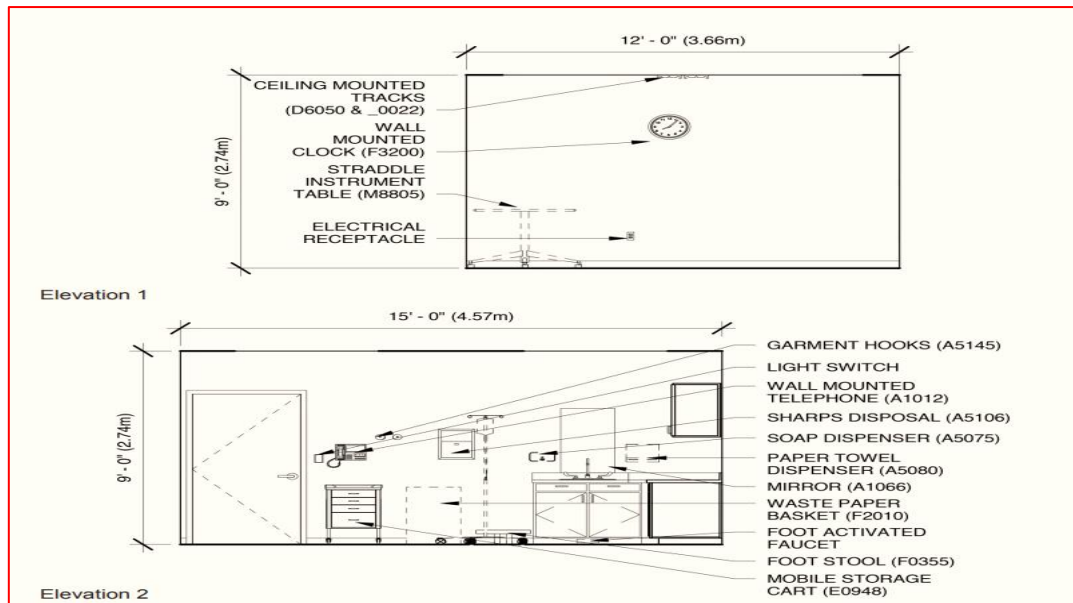 12' - 0" (3.66m)
CEILING MOUNTED
TRACKS
(D6050 & _0022)
WALL
MOUNTED
CLOCK (F3200)
STRADDLE
INSTRUMENT
TABLE (M8805)
ELECTRICAL
RECEPTACLE
9' - 0" (2.74m)
Elevation 1
15' - 0" (4.57m)
GARMENT HOOKS (A5145)
LIGHT SWITCH
WALL MOUNTED
TELEPHONE (A1012)
SHARPS DISPOSAL (A5106)
SOAP DISPENSER (A5075)
PAPER TOWEL
DISPENSER (A5080)
MIRROR (A1066)
WASTE PAPER
BASKET (F2010)
FOOT ACTIVATED
FAUCET
FOOT STOOL (F0355)
MOBILE STORAGE
CART (E0948)
9' - 0" (2.74m)
Elevation 2